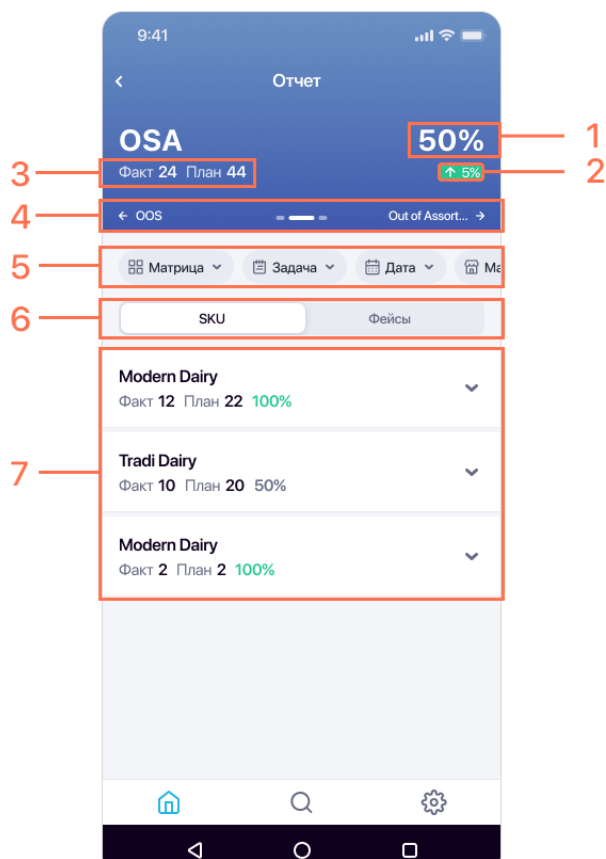 9:41
Отчет
OSA 50% 1
3 Факт 24 План 44 ↑ 5% 2
4 ← OOS Out of Assort... →
5 Матрица Задача Дата Ма
6 SKU Фейсы
Modern Dairy
Факт 12 План 22 100%
7 Tradi Dairy
Факт 10 План 20 50%
Modern Dairy
Факт 2 План 2 100%